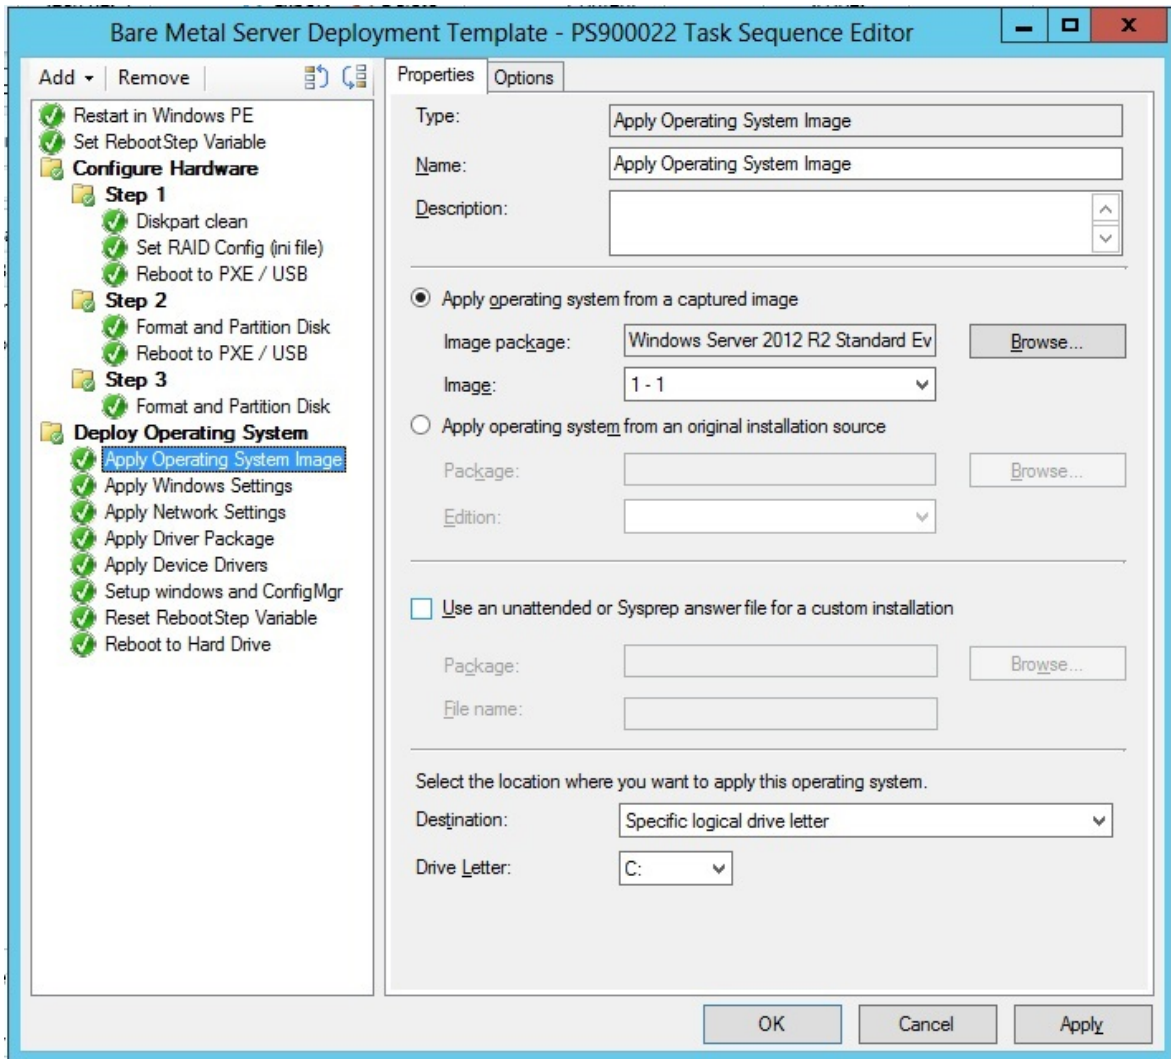 Bare Metal Server Deployment Template - PS900022 Task Sequence Editor
Add
Remove
Restart in Windows PE
Set RebootStep Variable
Configure Hardware
Step 1
Diskpart clean
Set RAID Config (ini file)
Reboot to PXE / USB
Step 2
Format and Partition Disk
Reboot to PXE / USB
Step 3
Format and Partition Disk
Deploy Operating System
Apply Operating System Image
Apply Windows Settings
Apply Network Settings
Apply Driver Package
Apply Device Drivers
Setup windows and ConfigMgr
Reset RebootStep Variable
Reboot to Hard Drive
Properties
Options
Type:
Apply Operating System Image
Name:
Apply Operating System Image
Description:
Apply operating system from a captured image
Image package:
Windows Server 2012 R2 Standard Ev
Browse...
Image:
1 - 1
Apply operating system from an original installation source
Package:
Browse...
Edition:
Use an unattended or Sysprep answer file for a custom installation
Package:
Browse...
File name:
Select the location where you want to apply this operating system.
Destination:
Specific logical drive letter
Drive Letter:
C:
OK
Cancel
Apply